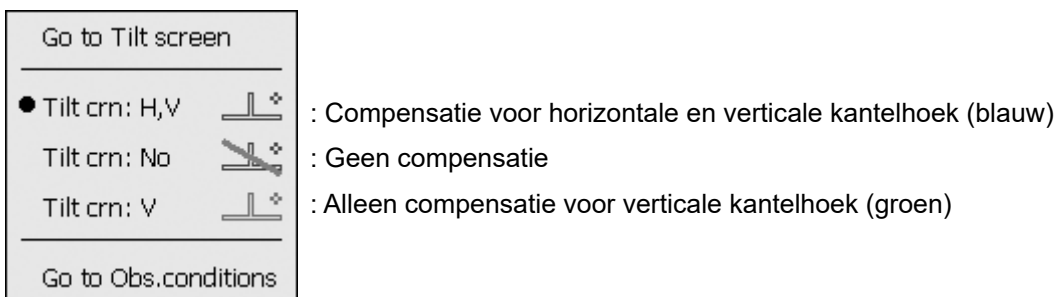 Go to Tilt screen
Tilt crn: H,V : Compensatie voor horizontale en verticale kantelhoek (blauw)
Tilt crn: No : Geen compensatie
Tilt crn: V : Alleen compensatie voor verticale kantelhoek (groen)
Go to Obs.conditions